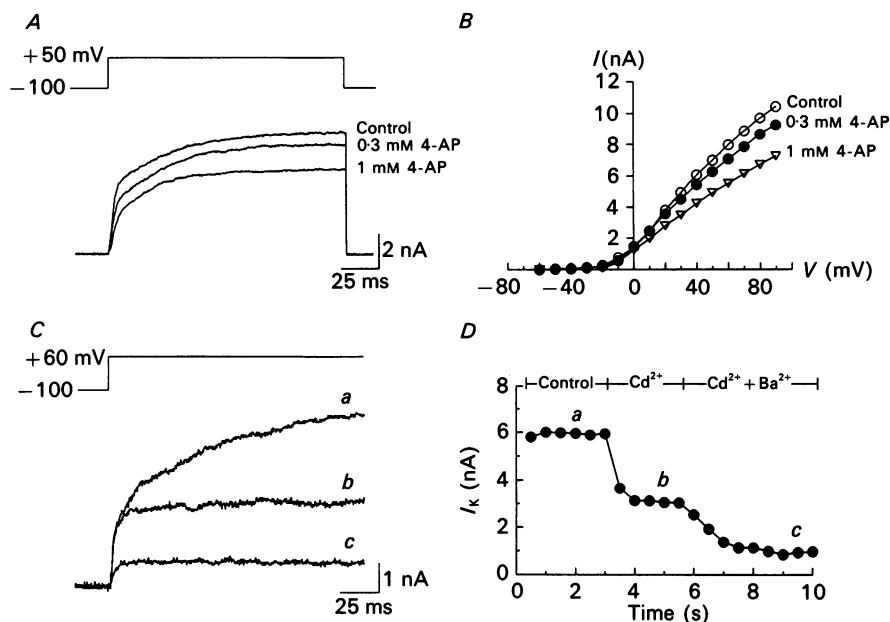 A
+50 mV
−100
Control
0·3 mM 4-AP
1 mM 4-AP
2 nA
25 ms
B
I(nA)
12
10
8
6
4
2
−80 −40 0 40 80
V (mV)
Control
0·3 mM 4-AP
1 mM 4-AP
C
+60 mV
−100
a
b
c
1 nA
25 ms
D
Control Cd²⁺ Cd²⁺ + Ba²⁺
8
6
4
2
0
I_K (nA)
a
b
c
0 2 4 6 8 10
Time (s)